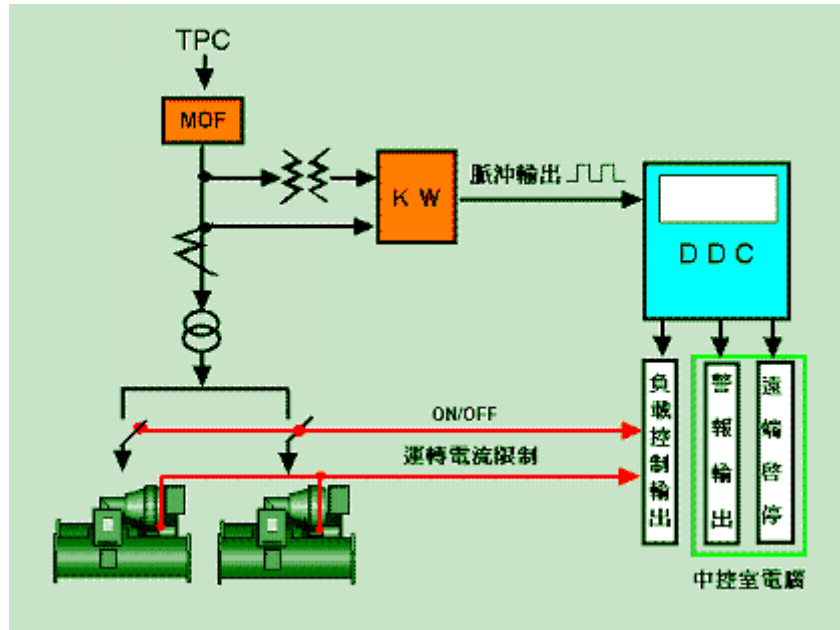 TPC
MOF
K W
脈沖輸出
D D C
ON/OFF
運轉電流限制
負載控制輸出
警報輸出
遠端啓停
中控室電腦